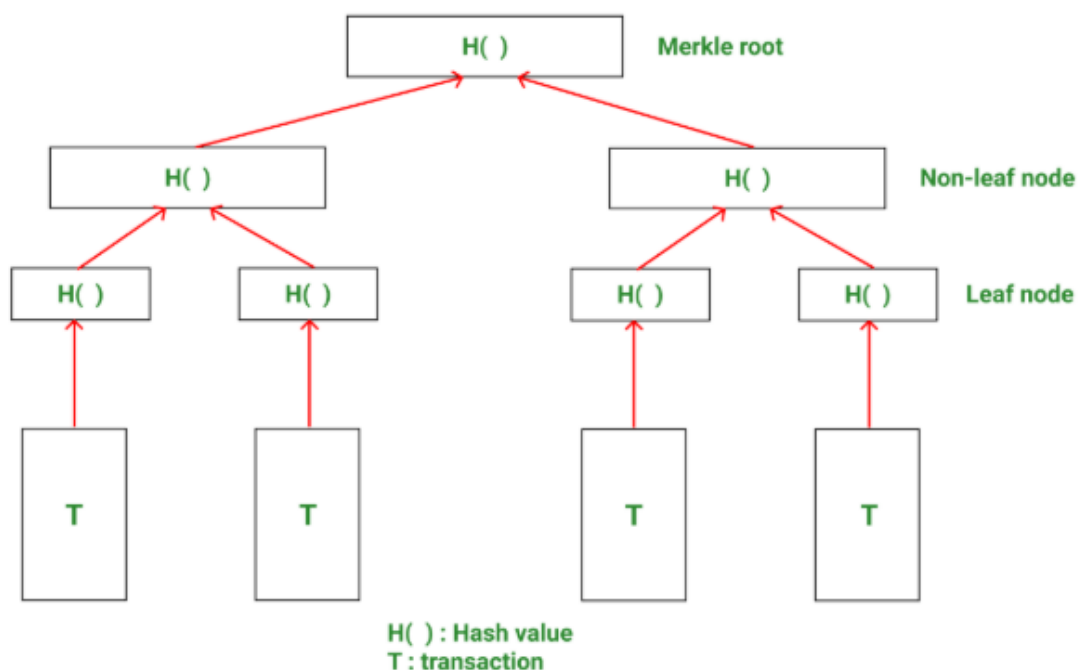 H( ) Merkle root
H( ) H( ) Non-leaf node
H( ) H( ) H( ) H( ) Leaf node
T T T T
H( ) : Hash value
T : transaction